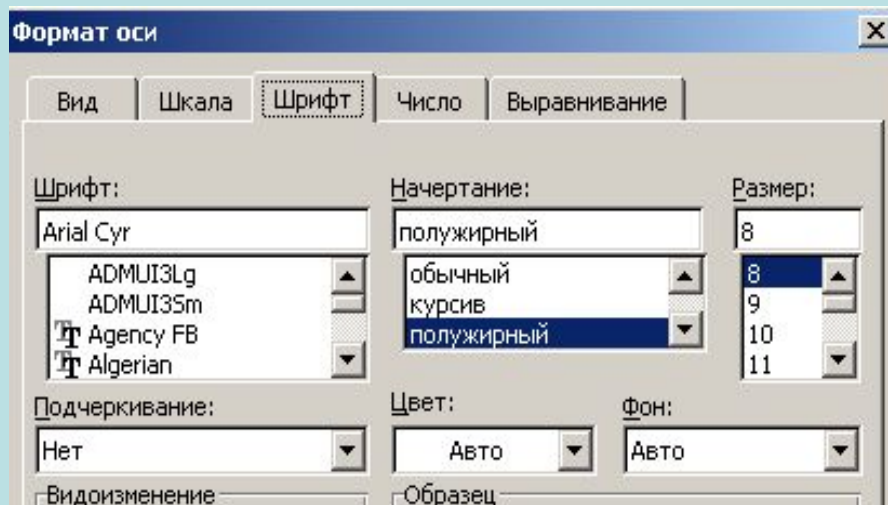 Формат оси
Вид Шкала Шрифт Число Выравнивание
Шрифт: Начертание: Размер:
Arial Cyr полужирный 8
ADMUI3Lg обычный 8
ADMUI3Sm курсив 9
Agency FB полужирный 10
Algerian 11
Подчеркивание: Цвет: Фон:
Нет Авто Авто
Видоизменение Образец